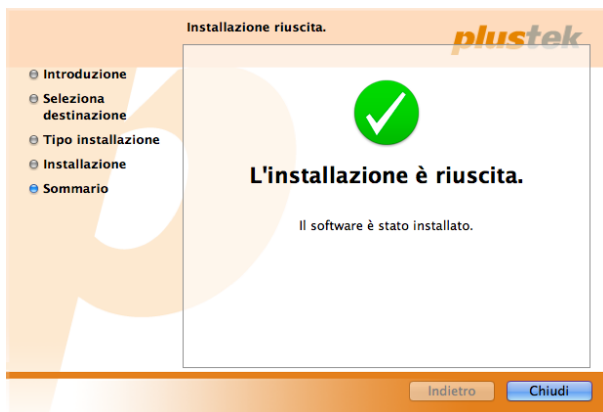 Installazione riuscita.
plustek
Introduzione
Seleziona
destinazione
Tipo installazione
Installazione
Sommario
L'installazione è riuscita.
Il software è stato installato.
Indietro
Chiudi